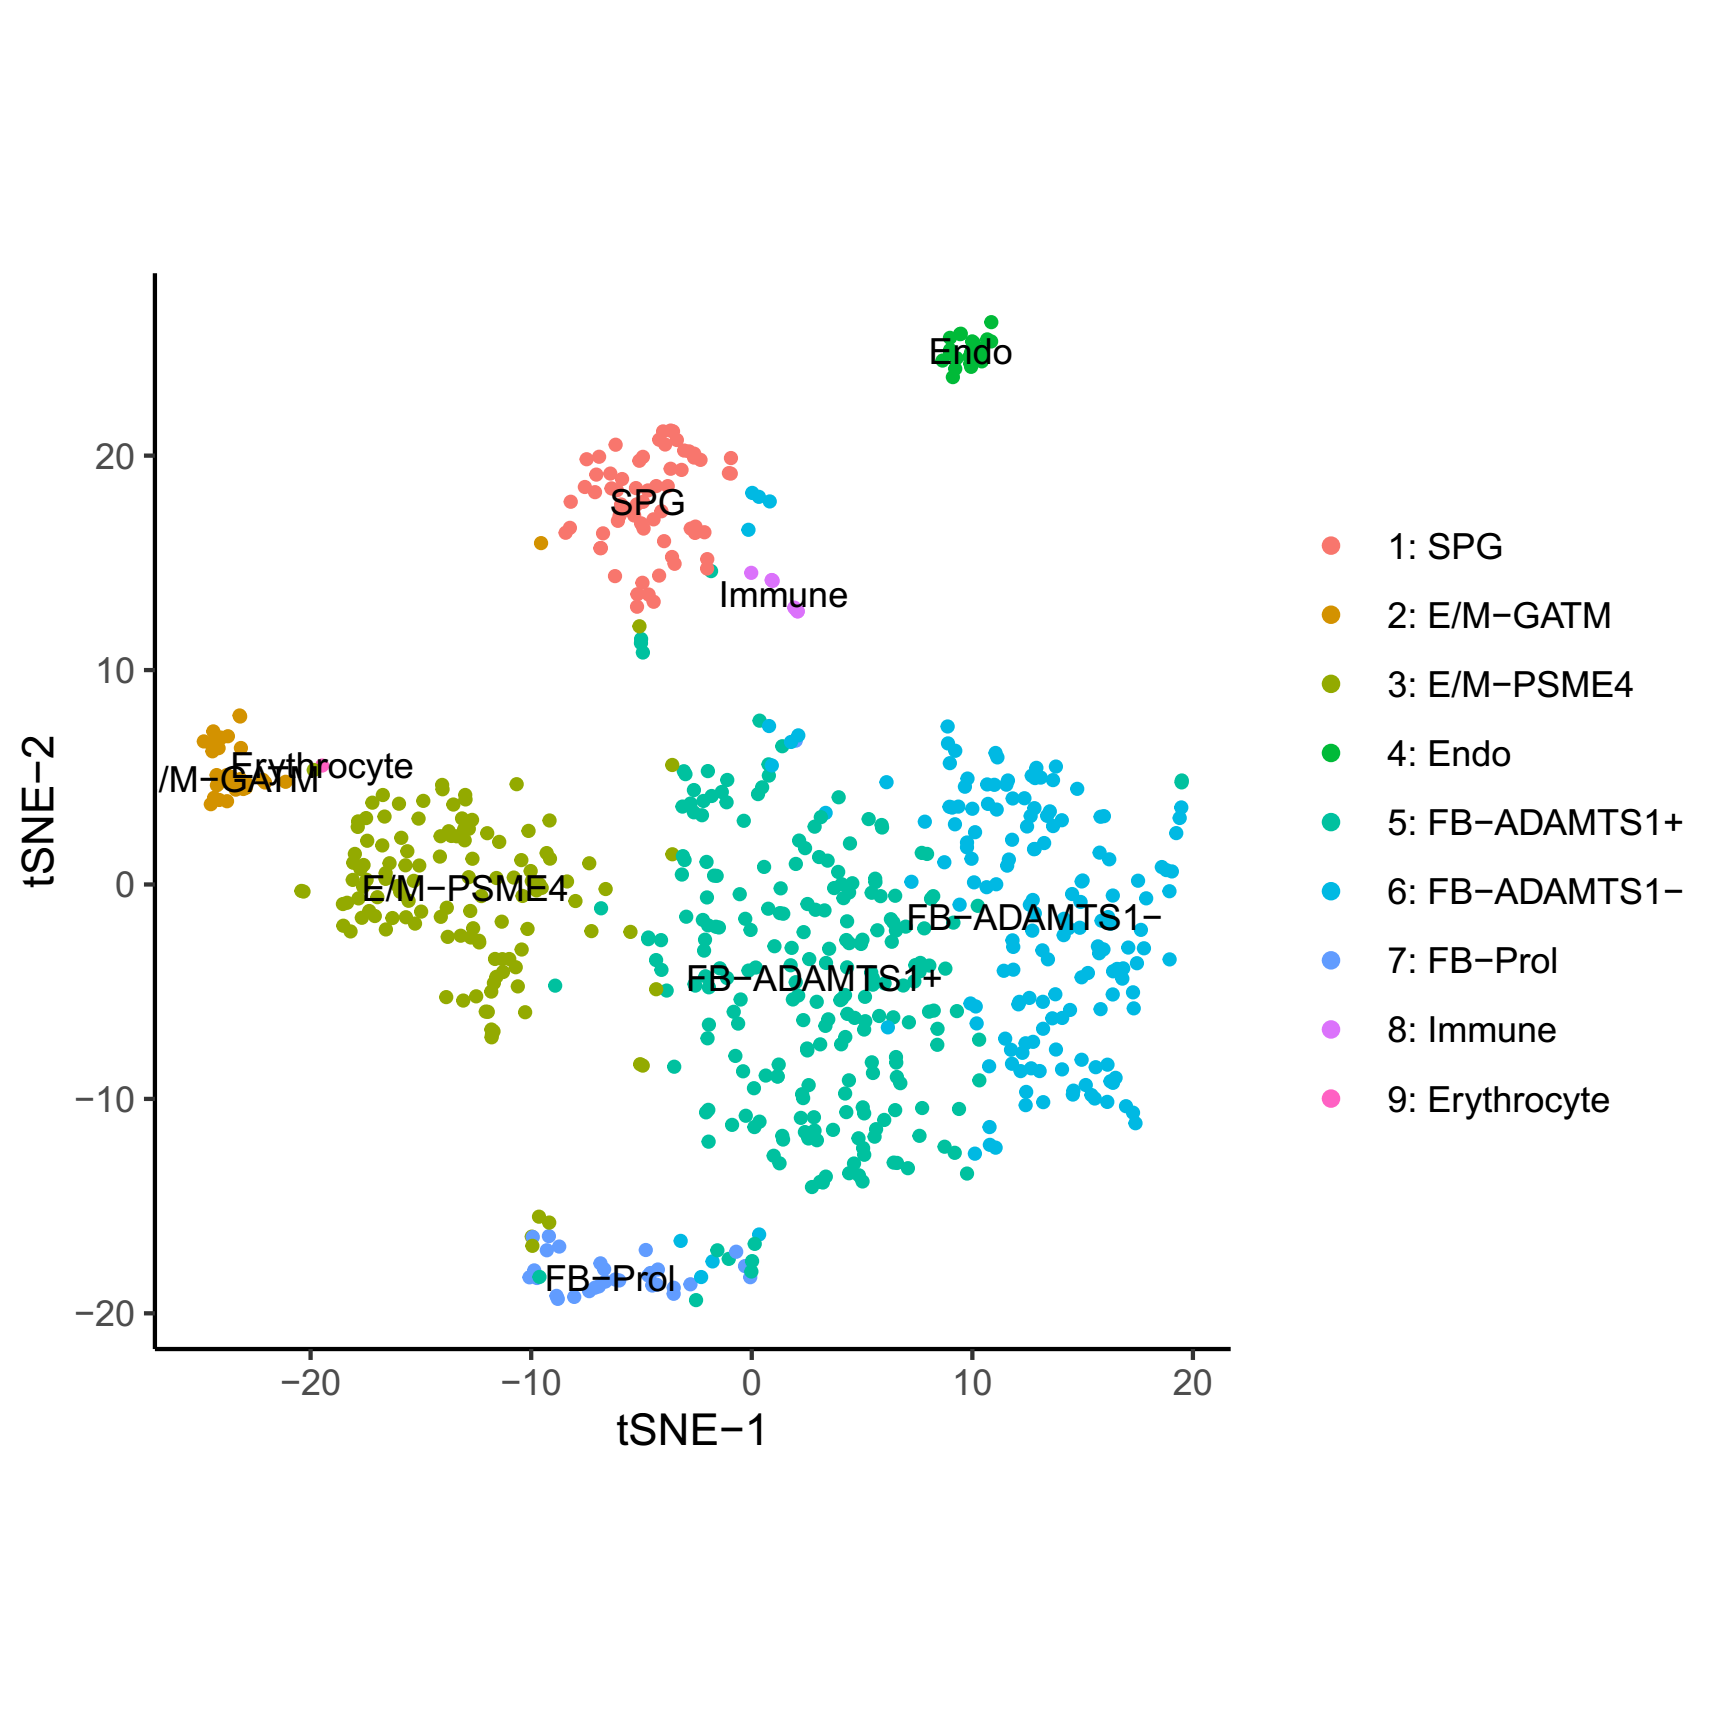 Endo
20
SPG
Immune
10
Erythrocyte
/M−GATM
tSNE−2
0
E/M−PSME4
FB−ADAMTS1−
FB−ADAMTS1+
−10
FB−Prol
−20
−20
−10
0
10
20
tSNE−1
1: SPG
2: E/M−GATM
3: E/M−PSME4
4: Endo
5: FB−ADAMTS1+
6: FB−ADAMTS1−
7: FB−Prol
8: Immune
9: Erythrocyte